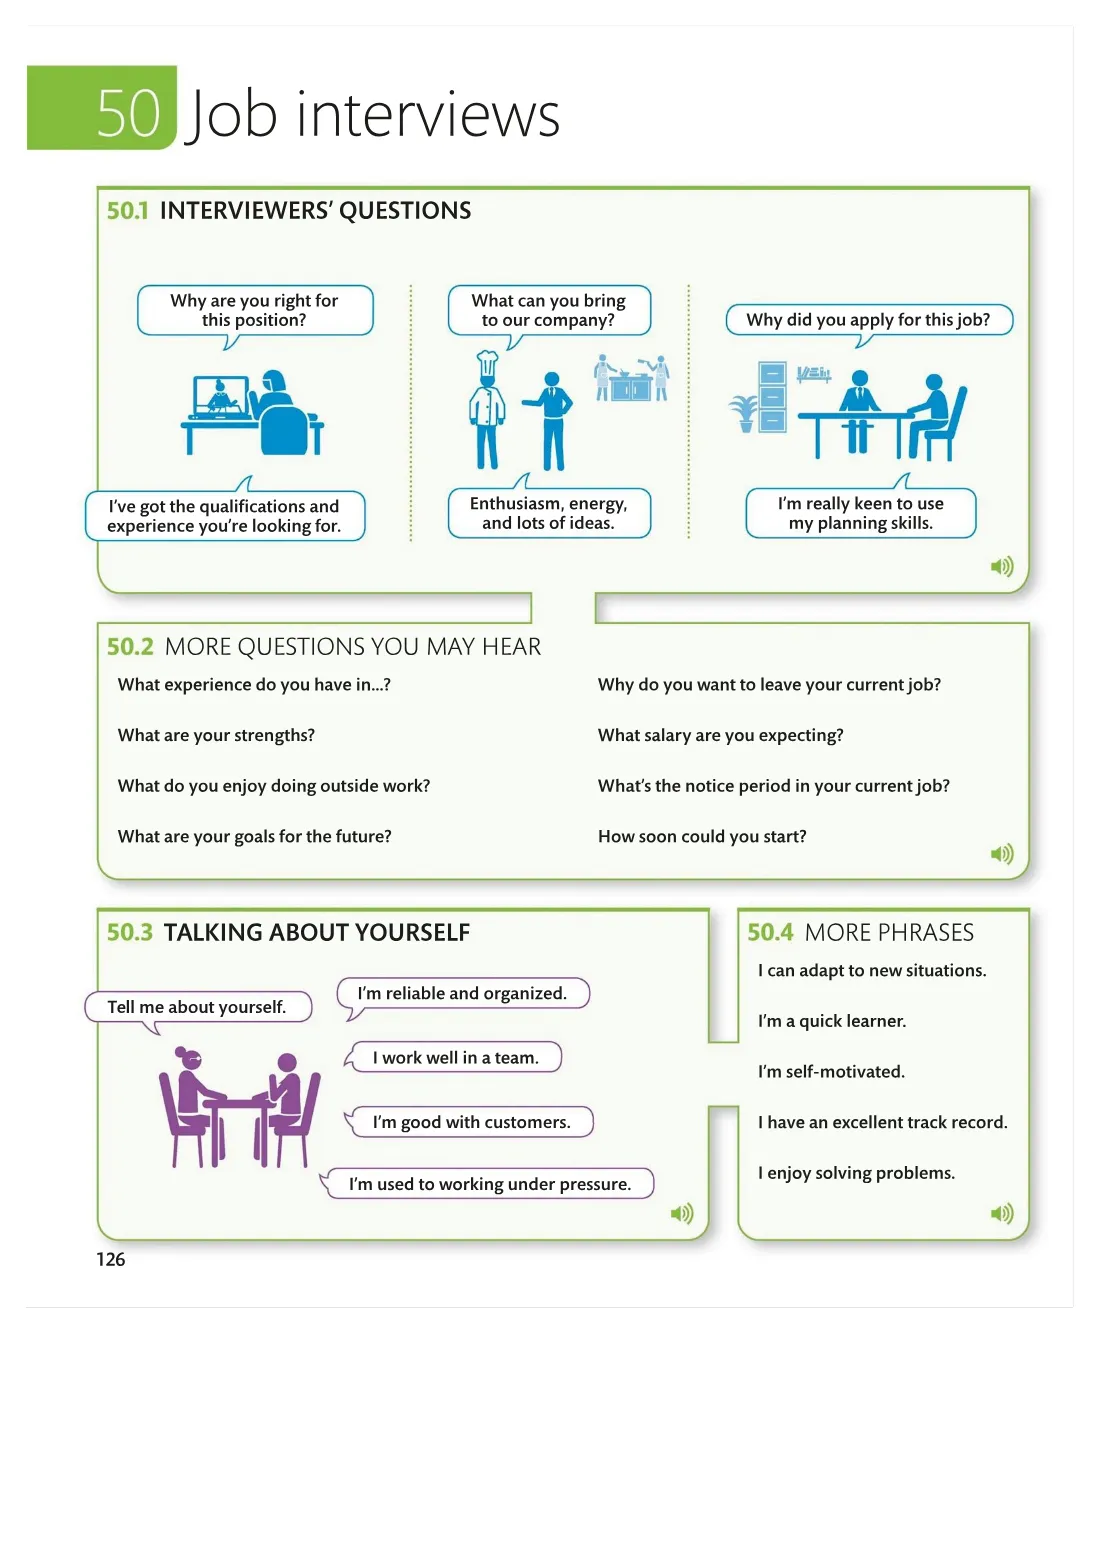 50 Job interviews
50.1 INTERVIEWERS’ QUESTIONS
Why are you right for
this position?
I’ve got the qualifications and
experience you’re looking for.
What can you bring
to our company?
Enthusiasm, energy,
and lots of ideas.
Why did you apply for this job?
I’m really keen to use
my planning skills.
50.2 MORE QUESTIONS YOU MAY HEAR
What experience do you have in...?
What are your strengths?
What do you enjoy doing outside work?
What are your goals for the future?
Why do you want to leave your current job?
What salary are you expecting?
What’s the notice period in your current job?
How soon could you start?
50.3 TALKING ABOUT YOURSELF
Tell me about yourself.
I’m reliable and organized.
I work well in a team.
I’m good with customers.
I’m used to working under pressure.
50.4 MORE PHRASES
I can adapt to new situations.
I’m a quick learner.
I’m self-motivated.
I have an excellent track record.
I enjoy solving problems.
126